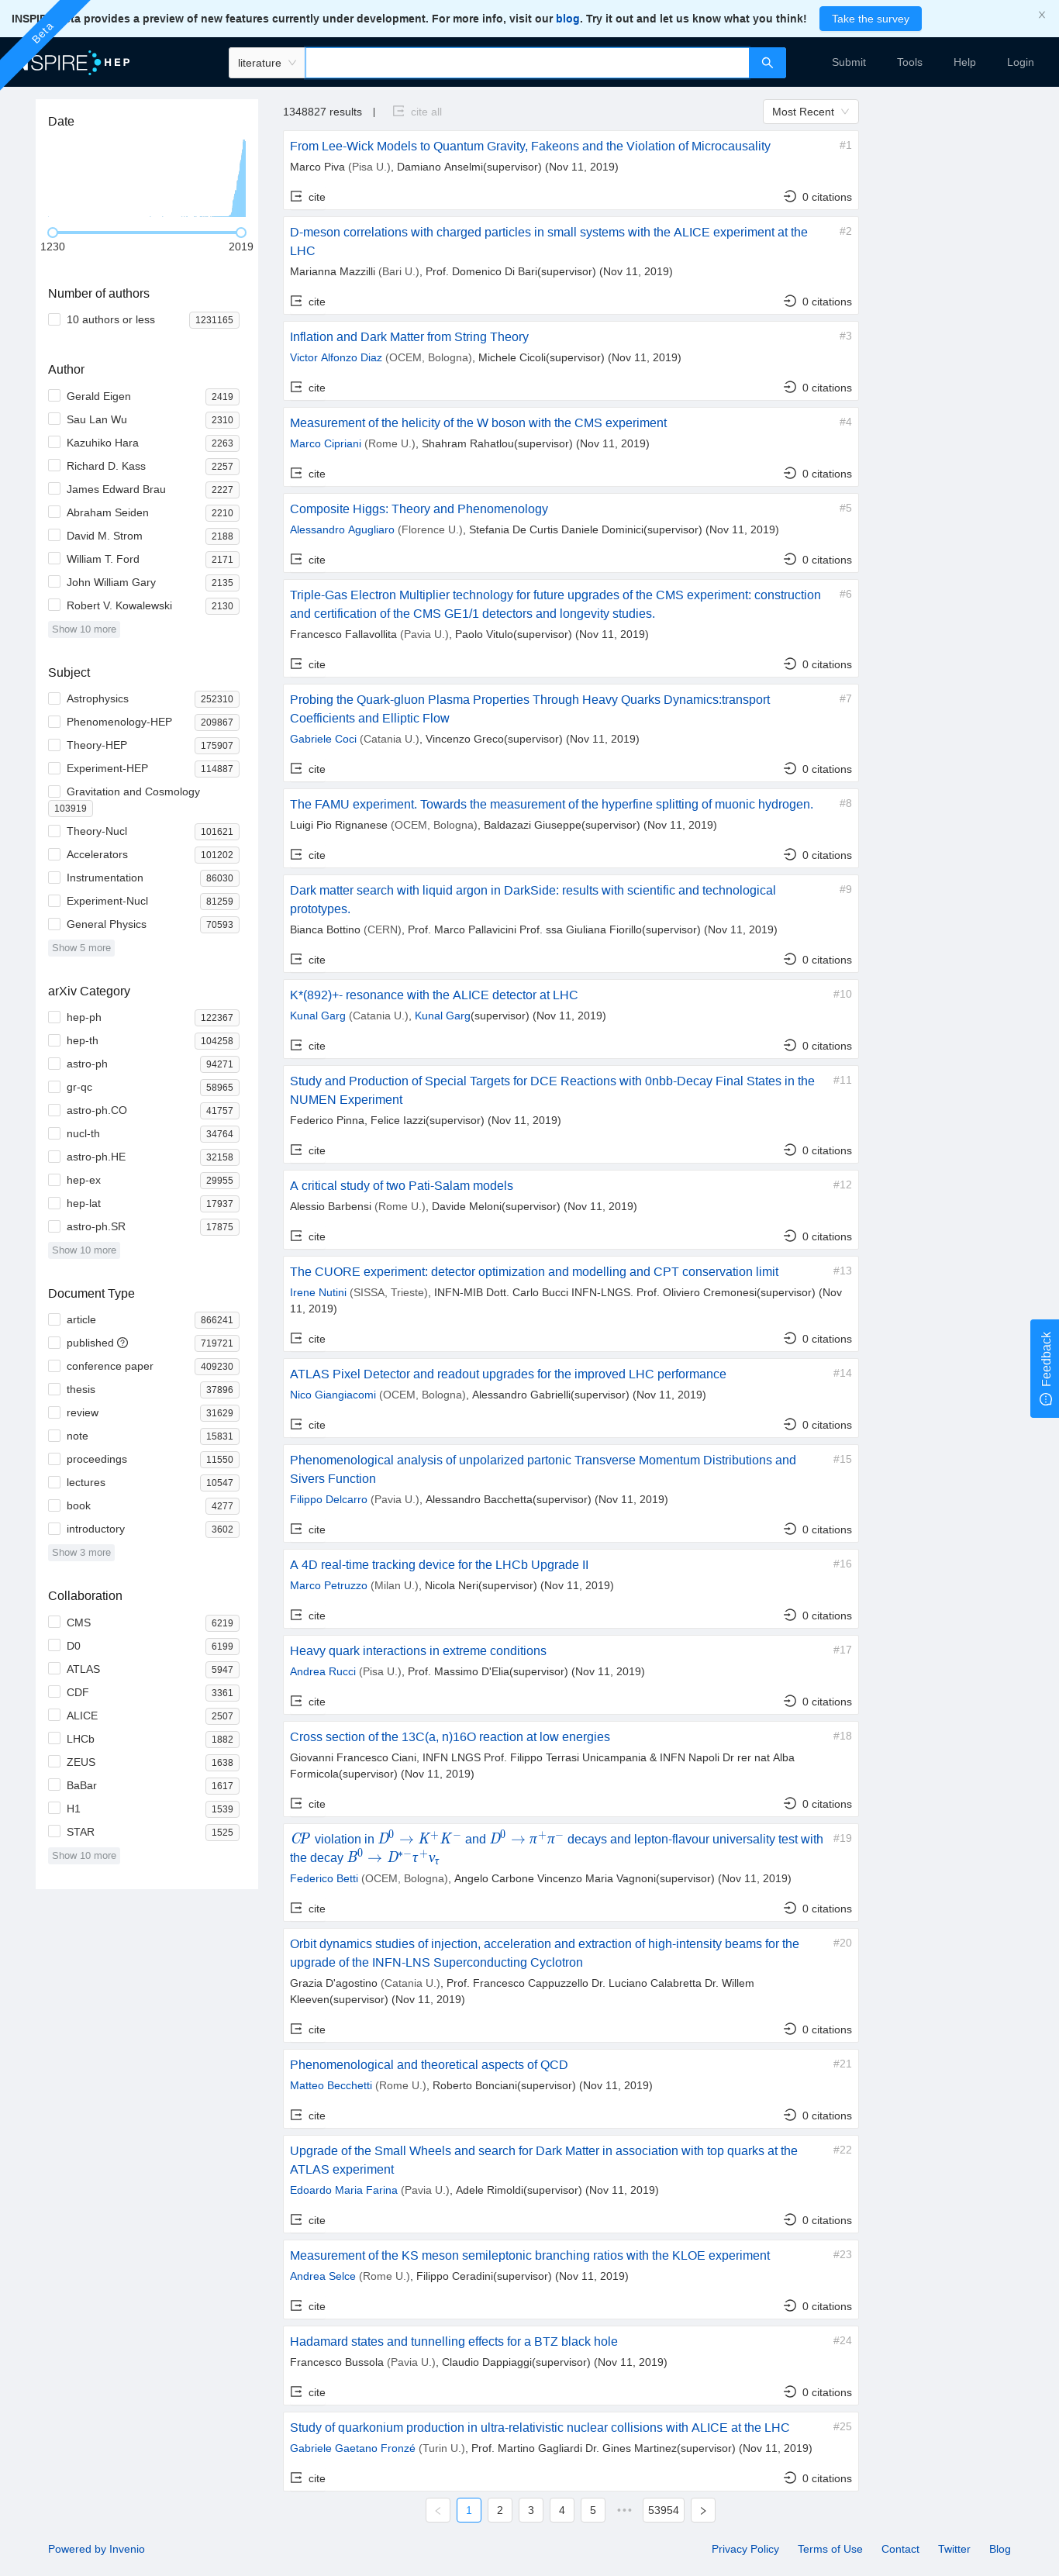 INSPIRE Beta provides a preview of new features currently under development. For more info, visit our blog. Try it out and let us know what you think!
Take the survey
Beta
INSPIRE HEP
literature
Submit
Tools
Help
Login
Date
1230
2019
Number of authors
10 authors or less 1231165
Author
Gerald Eigen 2419
Sau Lan Wu 2310
Kazuhiko Hara 2263
Richard D. Kass 2257
James Edward Brau 2227
Abraham Seiden 2210
David M. Strom 2188
William T. Ford 2171
John William Gary 2135
Robert V. Kowalewski 2130
Show 10 more
Subject
Astrophysics 252310
Phenomenology-HEP 209867
Theory-HEP 175907
Experiment-HEP 114887
Gravitation and Cosmology
103919
Theory-Nucl 101621
Accelerators 101202
Instrumentation 86030
Experiment-Nucl 81259
General Physics 70593
Show 5 more
arXiv Category
hep-ph 122367
hep-th 104258
astro-ph 94271
gr-qc 58965
astro-ph.CO 41757
nucl-th 34764
astro-ph.HE 32158
hep-ex 29955
hep-lat 17937
astro-ph.SR 17875
Show 10 more
Document Type
article 866241
published 719721
conference paper 409230
thesis 37896
review 31629
note 15831
proceedings 11550
lectures 10547
book 4277
introductory 3602
Show 3 more
Collaboration
CMS 6219
D0 6199
ATLAS 5947
CDF 3361
ALICE 2507
LHCb 1882
ZEUS 1638
BaBar 1617
H1 1539
STAR 1525
Show 10 more
1348827 results | cite all
Most Recent
From Lee-Wick Models to Quantum Gravity, Fakeons and the Violation of Microcausality #1
Marco Piva (Pisa U.), Damiano Anselmi(supervisor) (Nov 11, 2019)
cite 0 citations
D-meson correlations with charged particles in small systems with the ALICE experiment at the #2
LHC
Marianna Mazzilli (Bari U.), Prof. Domenico Di Bari(supervisor) (Nov 11, 2019)
cite 0 citations
Inflation and Dark Matter from String Theory #3
Victor Alfonzo Diaz (OCEM, Bologna), Michele Cicoli(supervisor) (Nov 11, 2019)
cite 0 citations
Measurement of the helicity of the W boson with the CMS experiment #4
Marco Cipriani (Rome U.), Shahram Rahatlou(supervisor) (Nov 11, 2019)
cite 0 citations
Composite Higgs: Theory and Phenomenology #5
Alessandro Agugliaro (Florence U.), Stefania De Curtis Daniele Dominici(supervisor) (Nov 11, 2019)
cite 0 citations
Triple-Gas Electron Multiplier technology for future upgrades of the CMS experiment: construction #6
and certification of the CMS GE1/1 detectors and longevity studies.
Francesco Fallavollita (Pavia U.), Paolo Vitulo(supervisor) (Nov 11, 2019)
cite 0 citations
Probing the Quark-gluon Plasma Properties Through Heavy Quarks Dynamics:transport #7
Coefficients and Elliptic Flow
Gabriele Coci (Catania U.), Vincenzo Greco(supervisor) (Nov 11, 2019)
cite 0 citations
The FAMU experiment. Towards the measurement of the hyperfine splitting of muonic hydrogen. #8
Luigi Pio Rignanese (OCEM, Bologna), Baldazazi Giuseppe(supervisor) (Nov 11, 2019)
cite 0 citations
Dark matter search with liquid argon in DarkSide: results with scientific and technological #9
prototypes.
Bianca Bottino (CERN), Prof. Marco Pallavicini Prof. ssa Giuliana Fiorillo(supervisor) (Nov 11, 2019)
cite 0 citations
K*(892)+- resonance with the ALICE detector at LHC #10
Kunal Garg (Catania U.), Kunal Garg(supervisor) (Nov 11, 2019)
cite 0 citations
Study and Production of Special Targets for DCE Reactions with 0nbb-Decay Final States in the #11
NUMEN Experiment
Federico Pinna, Felice Iazzi(supervisor) (Nov 11, 2019)
cite 0 citations
A critical study of two Pati-Salam models #12
Alessio Barbensi (Rome U.), Davide Meloni(supervisor) (Nov 11, 2019)
cite 0 citations
The CUORE experiment: detector optimization and modelling and CPT conservation limit #13
Irene Nutini (SISSA, Trieste), INFN-MIB Dott. Carlo Bucci INFN-LNGS. Prof. Oliviero Cremonesi(supervisor) (Nov
11, 2019)
cite 0 citations
ATLAS Pixel Detector and readout upgrades for the improved LHC performance #14
Nico Giangiacomi (OCEM, Bologna), Alessandro Gabrielli(supervisor) (Nov 11, 2019)
cite 0 citations
Phenomenological analysis of unpolarized partonic Transverse Momentum Distributions and #15
Sivers Function
Filippo Delcarro (Pavia U.), Alessandro Bacchetta(supervisor) (Nov 11, 2019)
cite 0 citations
A 4D real-time tracking device for the LHCb Upgrade II #16
Marco Petruzzo (Milan U.), Nicola Neri(supervisor) (Nov 11, 2019)
cite 0 citations
Heavy quark interactions in extreme conditions #17
Andrea Rucci (Pisa U.), Prof. Massimo D'Elia(supervisor) (Nov 11, 2019)
cite 0 citations
Cross section of the 13C(a, n)16O reaction at low energies #18
Giovanni Francesco Ciani, INFN LNGS Prof. Filippo Terrasi Unicampania & INFN Napoli Dr rer nat Alba
Formicola(supervisor) (Nov 11, 2019)
cite 0 citations
CP violation in D⁰ → K⁺K⁻ and D⁰ → π⁺π⁻ decays and lepton-flavour universality test with #19
the decay B⁰ → D*⁻τ⁺ντ
Federico Betti (OCEM, Bologna), Angelo Carbone Vincenzo Maria Vagnoni(supervisor) (Nov 11, 2019)
cite 0 citations
Orbit dynamics studies of injection, acceleration and extraction of high-intensity beams for the #20
upgrade of the INFN-LNS Superconducting Cyclotron
Grazia D'agostino (Catania U.), Prof. Francesco Cappuzzello Dr. Luciano Calabretta Dr. Willem
Kleeven(supervisor) (Nov 11, 2019)
cite 0 citations
Phenomenological and theoretical aspects of QCD #21
Matteo Becchetti (Rome U.), Roberto Bonciani(supervisor) (Nov 11, 2019)
cite 0 citations
Upgrade of the Small Wheels and search for Dark Matter in association with top quarks at the #22
ATLAS experiment
Edoardo Maria Farina (Pavia U.), Adele Rimoldi(supervisor) (Nov 11, 2019)
cite 0 citations
Measurement of the KS meson semileptonic branching ratios with the KLOE experiment #23
Andrea Selce (Rome U.), Filippo Ceradini(supervisor) (Nov 11, 2019)
cite 0 citations
Hadamard states and tunnelling effects for a BTZ black hole #24
Francesco Bussola (Pavia U.), Claudio Dappiaggi(supervisor) (Nov 11, 2019)
cite 0 citations
Study of quarkonium production in ultra-relativistic nuclear collisions with ALICE at the LHC #25
Gabriele Gaetano Fronzé (Turin U.), Prof. Martino Gagliardi Dr. Gines Martinez(supervisor) (Nov 11, 2019)
cite 0 citations
1 2 3 4 5 ••• 53954
Feedback
Powered by Invenio
Privacy Policy
Terms of Use
Contact
Twitter
Blog